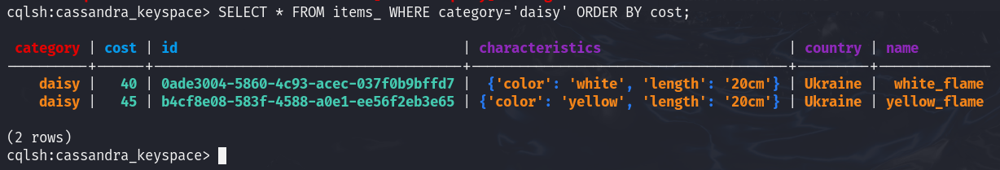 cqlsh:cassandra_keyspace> SELECT * FROM items_ WHERE category='daisy' ORDER BY cost;
category | cost | id | characteristics | country | name
----------+------+--------------------------------------+---------------------------------------+---------+--------------
daisy | 40 | 0ade3004-5860-4c93-acec-037f0b9bffd7 | {'color': 'white', 'length': '20cm'} | Ukraine | white_flame
daisy | 45 | b4cf8e08-583f-4588-a0e1-ee56f2eb3e65 | {'color': 'yellow', 'length': '20cm'} | Ukraine | yellow_flame
(2 rows)
cqlsh:cassandra_keyspace>